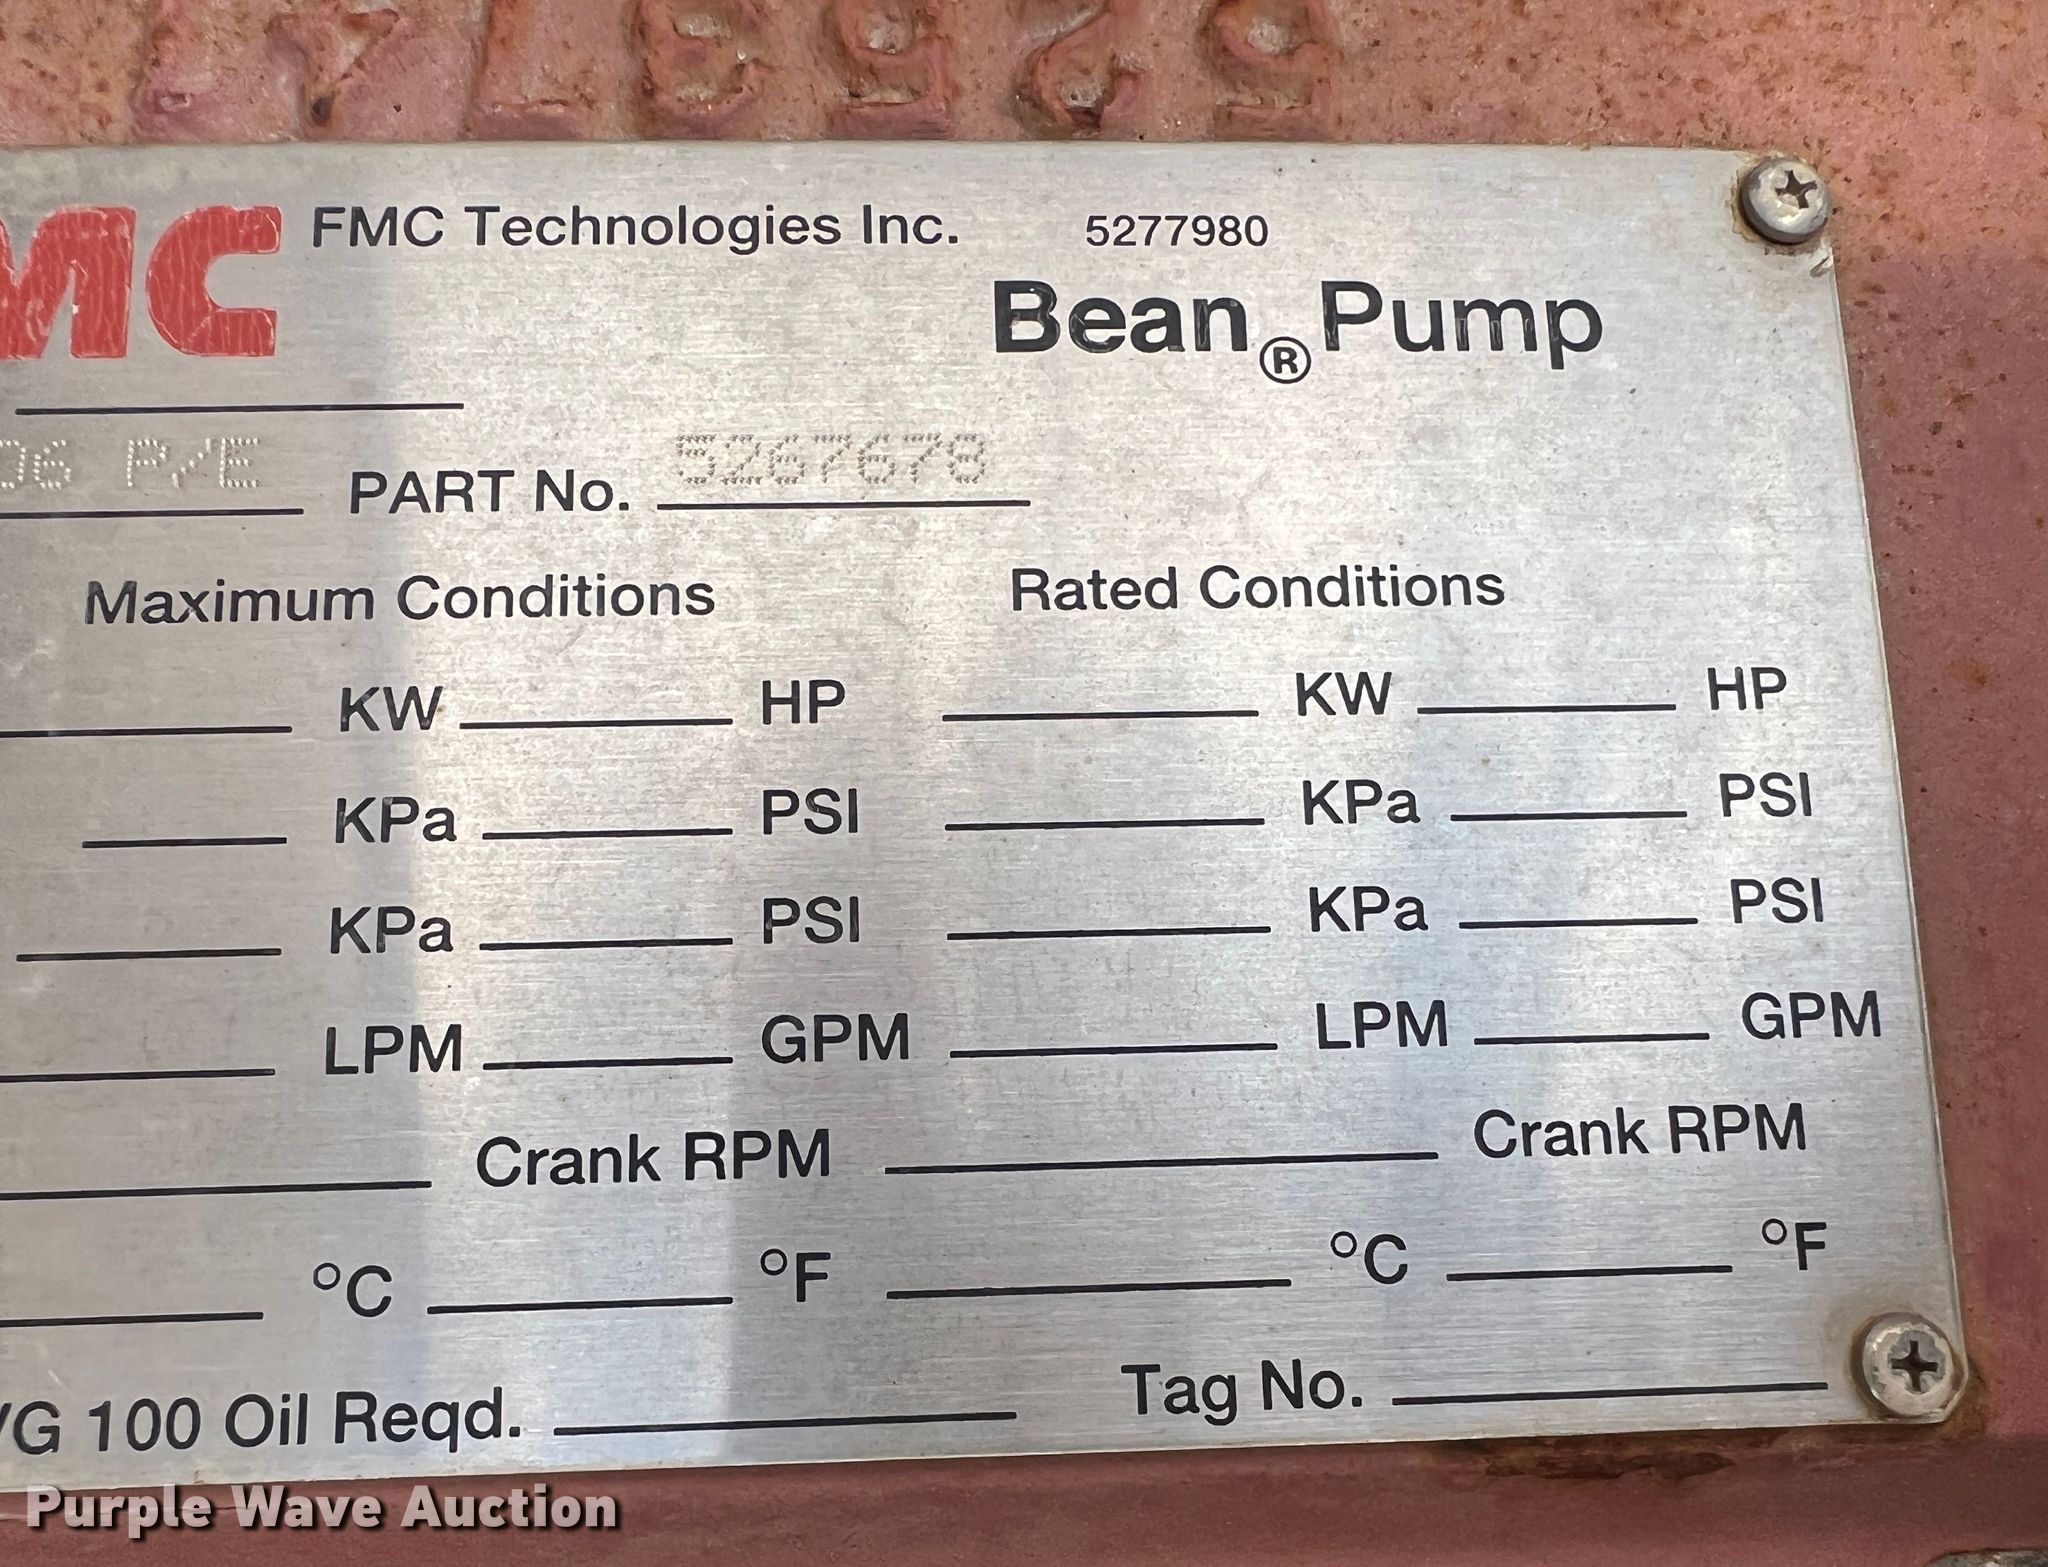 FMC Technologies Inc. 5277980
MC
Bean® Pump
06 P/E PART No. 5267678
Maximum Conditions Rated Conditions
KW HP KW HP
KPa PSI KPa PSI
KPa PSI KPa PSI
LPM GPM LPM GPM
Crank RPM Crank RPM
°C °F °C °F
VG 100 Oil Reqd. Tag No.
Purple Wave Auction